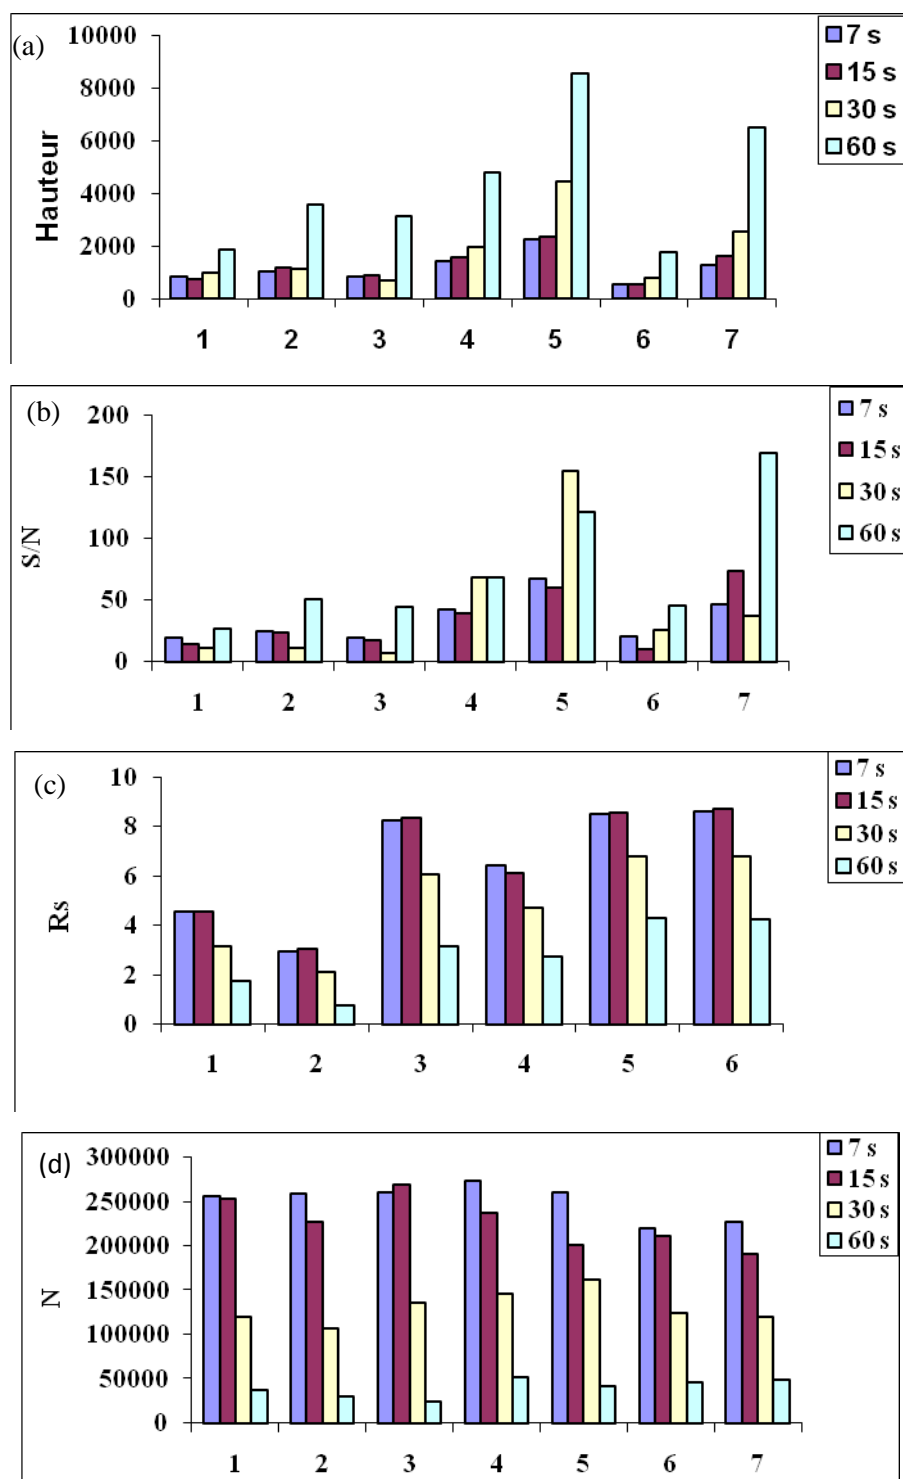 (a)
Hauteur
10000
8000
6000
4000
2000
0
1 2 3 4 5 6 7
7 s
15 s
30 s
60 s
(b)
S/N
200
150
100
50
0
1 2 3 4 5 6 7
7 s
15 s
30 s
60 s
(c)
Rs
10
8
6
4
2
0
1 2 3 4 5 6
7 s
15 s
30 s
60 s
(d)
N
300000
250000
200000
150000
100000
50000
0
1 2 3 4 5 6 7
7 s
15 s
30 s
60 s